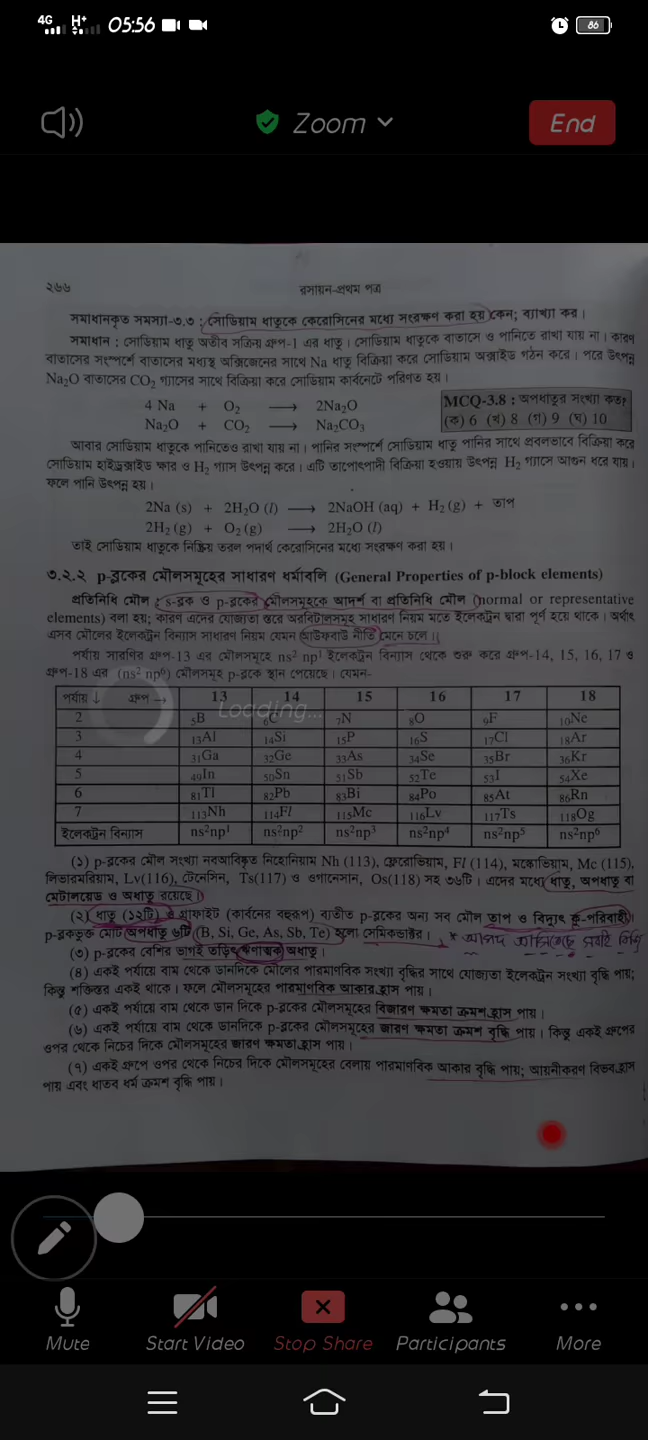 4G H+ 05:56 86
Zoom End
২৬৬ রসায়ন-প্রথম পত্র
সমাধানকৃত সমস্যা-৩.৩ : সোডিয়াম ধাতুকে কেরোসিনের মধ্যে সংরক্ষণ করা হয় কেন; ব্যাখ্যা কর।
সমাধান : সোডিয়াম ধাতু অতীব সক্রিয় গ্রুপ-1 এর ধাতু। সোডিয়াম ধাতুকে বাতাসে ও পানিতে রাখা যায় না। কারণ
বাতাসের সংস্পর্শে বাতাসের মধ্যস্থ অক্সিজেনের সাথে Na ধাতু বিক্রিয়া করে সোডিয়াম অক্সাইড গঠন করে। পরে উৎপন্ন
Na₂O বাতাসের CO₂ গ্যাসের সাথে বিক্রিয়া করে সোডিয়াম কার্বনেটে পরিণত হয়।
4 Na + O₂ ⟶ 2Na₂O
Na₂O + CO₂ ⟶ Na₂CO₃
MCQ-3.8 : অপধাতুর সংখ্যা কত?
(ক) 6 (খ) 8 (গ) 9 (ঘ) 10
আবার সোডিয়াম ধাতুকে পানিতেও রাখা যায় না। পানির সংস্পর্শে সোডিয়াম ধাতু পানির সাথে প্রবলভাবে বিক্রিয়া করে
সোডিয়াম হাইড্রক্সাইড ক্ষার ও H₂ গ্যাস উৎপন্ন করে। এটি তাপোৎপাদী বিক্রিয়া হওয়ায় উৎপন্ন H₂ গ্যাসে আগুন ধরে যায়।
ফলে পানি উৎপন্ন হয়।
2Na (s) + 2H₂O (l) ⟶ 2NaOH (aq) + H₂ (g) + তাপ
2H₂ (g) + O₂ (g) ⟶ 2H₂O (l)
তাই সোডিয়াম ধাতুকে নিষ্ক্রিয় তরল পদার্থ কেরোসিনের মধ্যে সংরক্ষণ করা হয়।
৩.২.২ p-ব্লকের মৌলসমূহের সাধারণ ধর্মাবলি (General Properties of p-block elements)
প্রতিনিধি মৌল : s-ব্লক ও p-ব্লকের মৌলসমূহকে আদর্শ বা প্রতিনিধি মৌল (normal or representative
elements) বলা হয়; কারণ এদের যোজ্যতা স্তরে অরবিটালসমূহ সাধারণ নিয়ম মতে ইলেকট্রন দ্বারা পূর্ণ হয়ে থাকে। অর্থাৎ
এসব মৌলের ইলেকট্রন বিন্যাস সাধারণ নিয়ম যেমন আউফবাউ নীতি মেনে চলে।
পর্যায় সারণির গ্রুপ-13 এর মৌলসমূহে ns² np¹ ইলেকট্রন বিন্যাস থেকে শুরু করে গ্রুপ-14, 15, 16, 17 ও
গ্রুপ-18 এর (ns² np⁶) মৌলসমূহ p-ব্লকে স্থান পেয়েছে। যেমন-
পর্যায় ↓ গ্রুপ → 13 14 15 16 17 18
Loading...
2 ₅B ₆C ₇N ₈O ₉F ₁₀Ne
3 ₁₃Al ₁₄Si ₁₅P ₁₆S ₁₇Cl ₁₈Ar
4 ₃₁Ga ₃₂Ge ₃₃As ₃₄Se ₃₅Br ₃₆Kr
5 ₄₉In ₅₀Sn ₅₁Sb ₅₂Te ₅₃I ₅₄Xe
6 ₈₁Tl ₈₂Pb ₈₃Bi ₈₄Po ₈₅At ₈₆Rn
7 ₁₁₃Nh ₁₁₄Fl ₁₁₅Mc ₁₁₆Lv ₁₁₇Ts ₁₁₈Og
ইলেকট্রন বিন্যাস ns²np¹ ns²np² ns²np³ ns²np⁴ ns²np⁵ ns²np⁶
(১) p-ব্লকের মৌল সংখ্যা নবআবিষ্কৃত নিহোনিয়াম Nh (113), ফ্লেরোভিয়াম, Fl (114), মস্কোভিয়াম, Mc (115),
লিভারমরিয়াম, Lv(116), টেনেসিন, Ts(117) ও ওগানেসান, Os(118) সহ ৩৬টি। এদের মধ্যে ধাতু, অপধাতু বা
মেটালয়েড ও অধাতু রয়েছে।
(২) ধাতু (১২টি) ও গ্রাফাইট (কার্বনের বহুরূপ) ব্যতীত p-ব্লকের অন্য সব মৌল তাপ ও বিদ্যুৎ কু-পরিবাহী।
p-ব্লকভুক্ত মোট অপধাতু ৬টি (B, Si, Ge, As, Sb, Te) হলো সেমিকন্ডাক্টর।
(৩) p-ব্লকের বেশির ভাগই তড়িৎ ঋণাত্মক অধাতু।
(৪) একই পর্যায়ে বাম থেকে ডানদিকে মৌলের পারমাণবিক সংখ্যা বৃদ্ধির সাথে যোজ্যতা ইলেকট্রন সংখ্যা বৃদ্ধি পায়;
কিন্তু শক্তিস্তর একই থাকে। ফলে মৌলসমূহের পারমাণবিক আকার হ্রাস পায়।
(৫) একই পর্যায়ে বাম থেকে ডান দিকে p-ব্লকের মৌলসমূহের বিজারণ ক্ষমতা ক্রমশ হ্রাস পায়।
(৬) একই পর্যায়ে বাম থেকে ডানদিকে p-ব্লকের মৌলসমূহের জারণ ক্ষমতা ক্রমশ বৃদ্ধি পায়। কিন্তু একই গ্রুপের
ওপর থেকে নিচের দিকে মৌলসমূহের জারণ ক্ষমতা হ্রাস পায়।
(৭) একই গ্রুপে ওপর থেকে নিচের দিকে মৌলসমূহের বেলায় পারমাণবিক আকার বৃদ্ধি পায়; আয়নীকরণ বিভব হ্রাস
পায় এবং ধাতব ধর্ম ক্রমশ বৃদ্ধি পায়।
Mute Start Video Stop Share Participants More